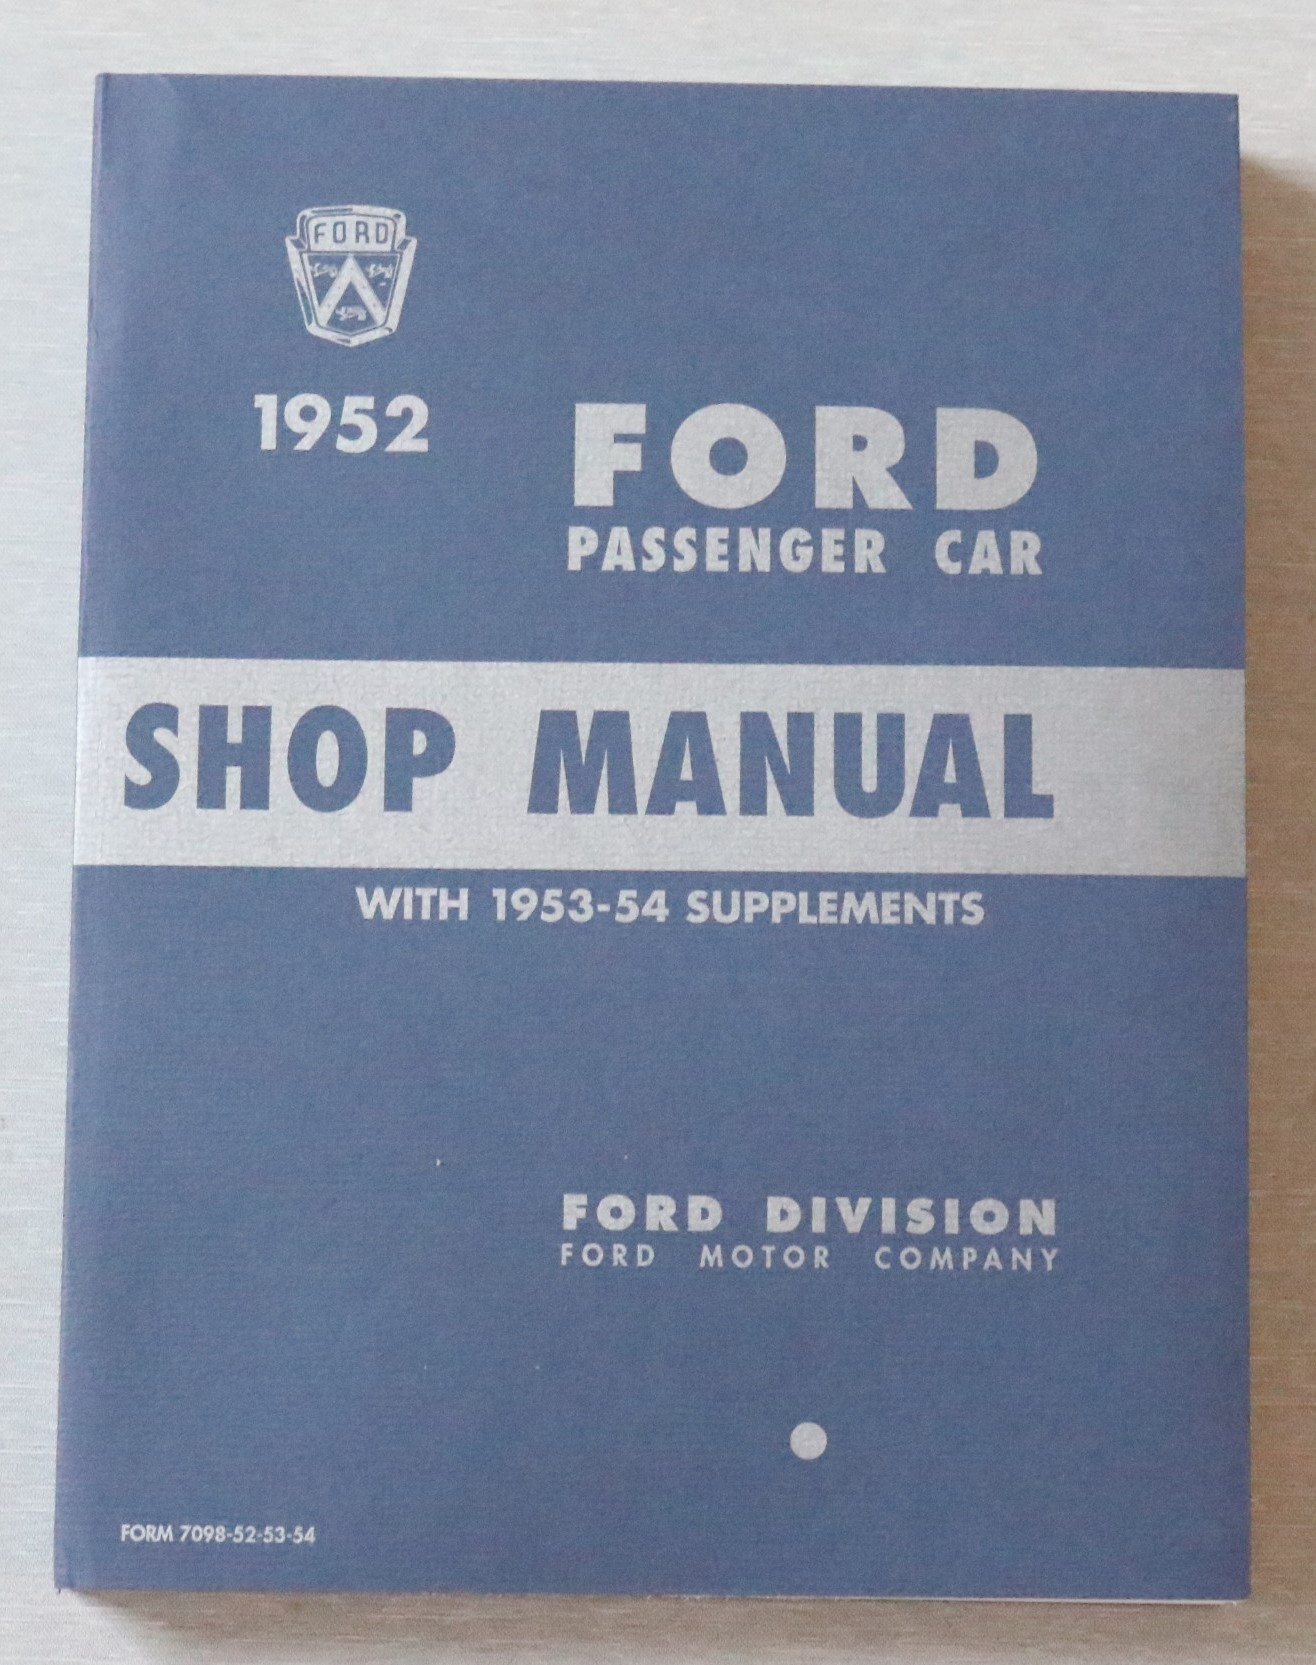 FORD
1952
FORD
PASSENGER CAR
SHOP MANUAL
WITH 1953-54 SUPPLEMENTS
FORD DIVISION
FORD MOTOR COMPANY
FORM 7098-52-53-54